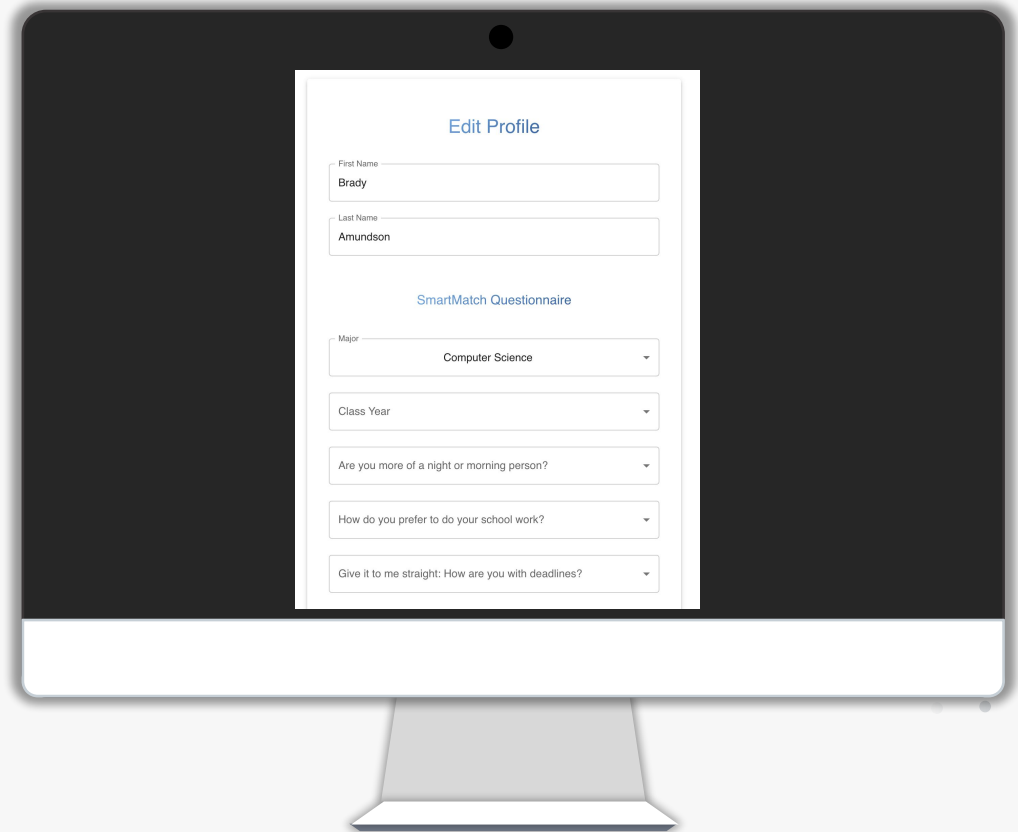 Edit Profile
First Name
Brady
Last Name
Amundson
SmartMatch Questionnaire
Major
Computer Science
Class Year
Are you more of a night or morning person?
How do you prefer to do your school work?
Give it to me straight: How are you with deadlines?